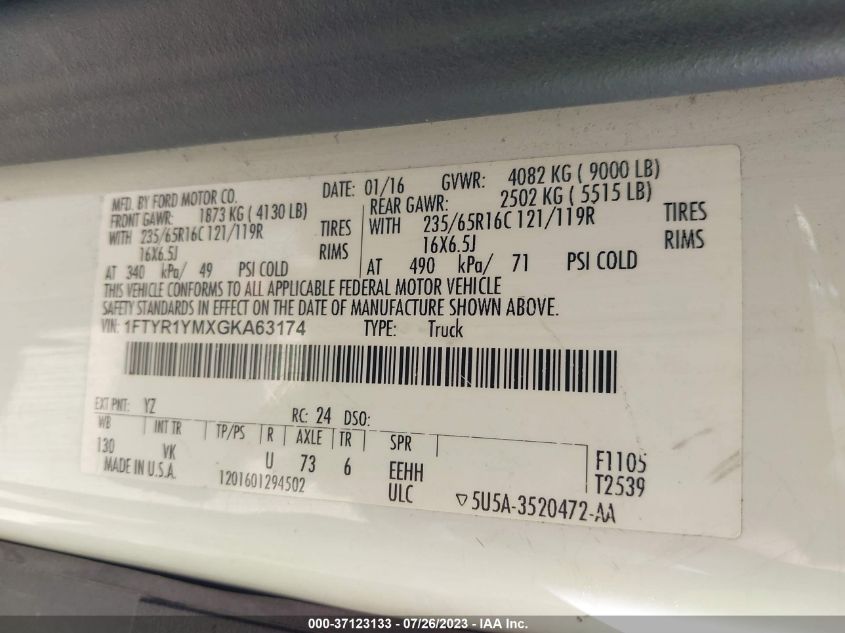 MFD. BY FORD MOTOR CO.
DATE: 01/16 GVWR: 4082 KG ( 9000 LB)
FRONT GAWR: 1873 KG ( 4130 LB)
REAR GAWR: 2502 KG ( 5515 LB)
WITH 235/65R16C 121/119R TIRES
WITH 235/65R16C 121/119R TIRES
16X6.5J RIMS
16X6.5J RIMS
AT 340 kPa/ 49 PSI COLD
AT 490 kPa/ 71 PSI COLD
THIS VEHICLE CONFORMS TO ALL APPLICABLE FEDERAL MOTOR VEHICLE
SAFETY STANDARDS IN EFFECT ON THE DATE OF MANUFACTURE SHOWN ABOVE.
VIN: 1FTYR1YMXGKA63174 TYPE: Truck
EXT PNT: YZ RC: 24 DSO:
WB INT TR TP/PS R AXLE TR SPR
130 VK U 73 6 EEHH F1105
MADE IN U.S.A. 1201601294502 ULC T2539
▽5U5A-3520472-AA
000-37123133 - 07/26/2023 - IAA Inc.